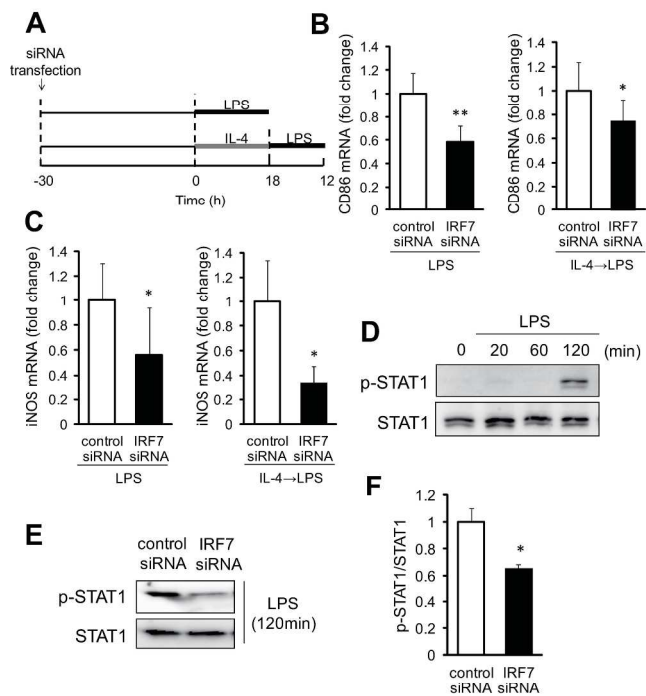 A
siRNA
transfection
LPS
IL-4
LPS
-30
0
18
12
Time (h)
B
CD86 mRNA (fold change)
1.4
1.2
1
0.8
0.6
0.4
0.2
0
**
control
siRNA
IRF7
siRNA
LPS
CD86 mRNA (fold change)
1.4
1.2
1
0.8
0.6
0.4
0.2
0
*
control
siRNA
IRF7
siRNA
IL-4→LPS
C
iNOS mRNA (fold change)
1.4
1.2
1
0.8
0.6
0.4
0.2
0
*
control
siRNA
IRF7
siRNA
LPS
iNOS mRNA (fold change)
1.4
1.2
1
0.8
0.6
0.4
0.2
0
*
control
siRNA
IRF7
siRNA
IL-4→LPS
D
LPS
0 20 60 120 (min)
p-STAT1
STAT1
E
control
siRNA
IRF7
siRNA
p-STAT1
STAT1
LPS
(120min)
F
p-STAT1/STAT1
1.2
1
0.8
0.6
0.4
0.2
0
*
control
siRNA
IRF7
siRNA